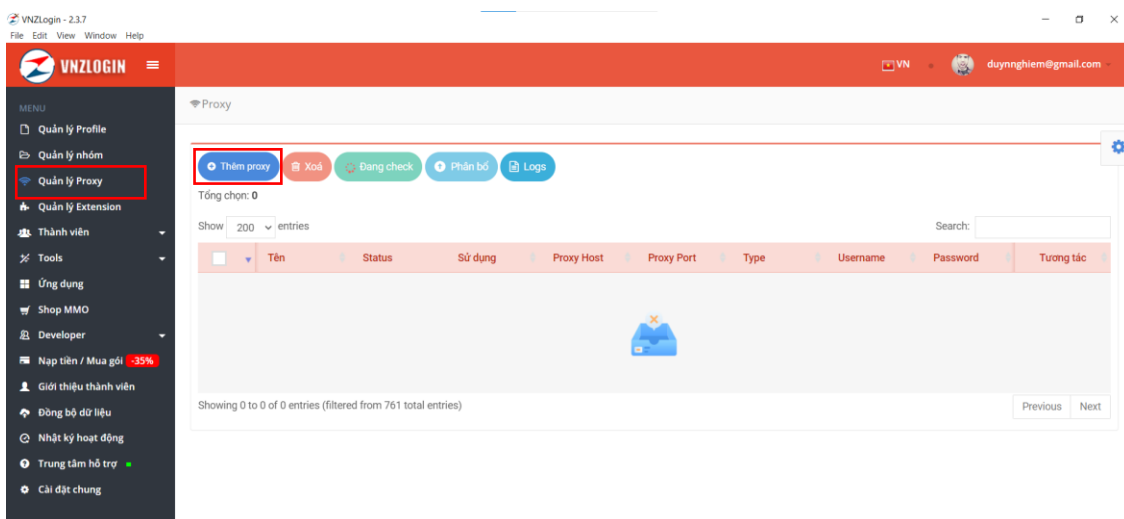 VNZLogin - 2.3.7
File Edit View Window Help
VNZLOGIN
VN
duynnghiem@gmail.com
MENU
Quản lý Profile
Quản lý nhóm
Quản lý Proxy
Quản lý Extension
Thành viên
Tools
Ứng dụng
Shop MMO
Developer
Nạp tiền / Mua gói -35%
Giới thiệu thành viên
Đồng bộ dữ liệu
Nhật ký hoạt động
Trung tâm hỗ trợ
Cài đặt chung
Proxy
Thêm proxy Xoá Đang check Phân bổ Logs
Tổng chọn: 0
Show 200 entries Search:
Tên Status Sử dụng Proxy Host Proxy Port Type Username Password Tương tác
Showing 0 to 0 of 0 entries (filtered from 761 total entries)
Previous Next